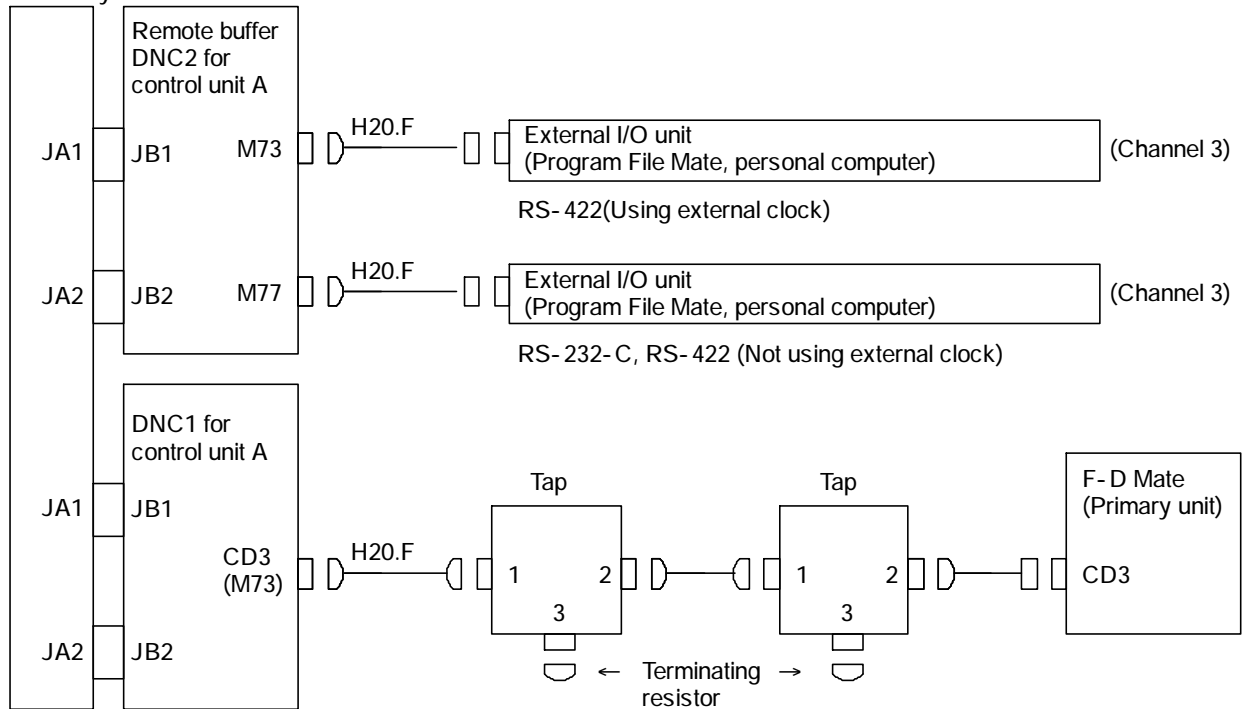 Remote buffer
DNC2 for
control unit A
JA1
JB1
M73
H20.F
External I/O unit
(Program File Mate, personal computer)
(Channel 3)
RS-422(Using external clock)
JA2
JB2
M77
H20.F
External I/O unit
(Program File Mate, personal computer)
(Channel 3)
RS-232-C, RS-422 (Not using external clock)
DNC1 for
control unit A
JA1
JB1
CD3
(M73)
H20.F
Tap
1
2
3
Tap
1
2
3
F-D Mate
(Primary unit)
CD3
JA2
JB2
← Terminating →
resistor